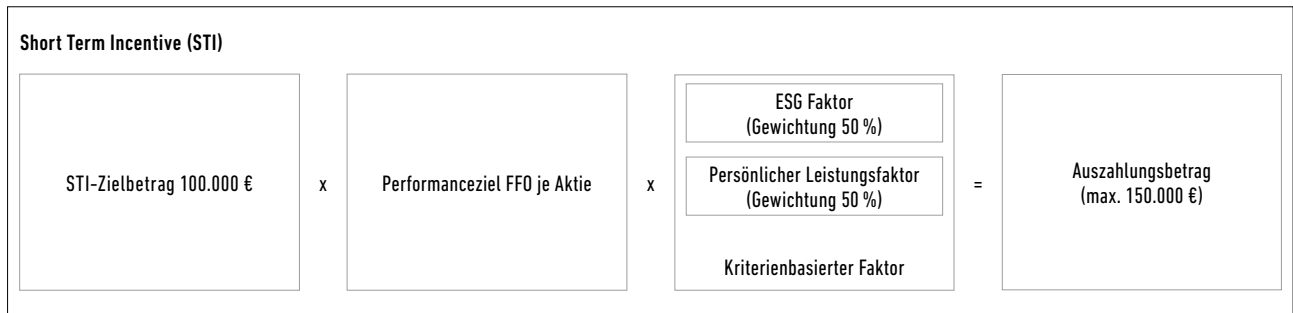 Short Term Incentive (STI)
STI-Zielbetrag 100.000 €
x
Performanceziel FFO je Aktie
x
ESG Faktor
(Gewichtung 50 %)
Persönlicher Leistungsfaktor
(Gewichtung 50 %)
Kriterienbasierter Faktor
=
Auszahlungsbetrag
(max. 150.000 €)